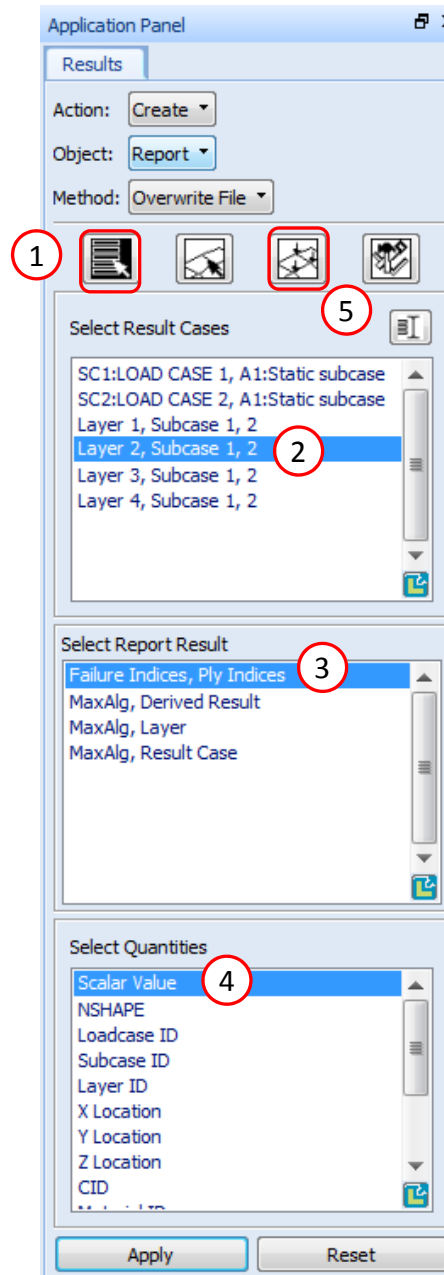 Application Panel
Results
Action: Create
Object: Report
Method: Overwrite File
1
5
Select Result Cases
SC1:LOAD CASE 1, A1:Static subcase
SC2:LOAD CASE 2, A1:Static subcase
Layer 1, Subcase 1, 2
Layer 2, Subcase 1, 2
2
Layer 3, Subcase 1, 2
Layer 4, Subcase 1, 2
Select Report Result
Failure Indices, Ply Indices
3
MaxAlg, Derived Result
MaxAlg, Layer
MaxAlg, Result Case
Select Quantities
Scalar Value
4
NSHAPE
Loadcase ID
Subcase ID
Layer ID
X Location
Y Location
Z Location
CID
Apply Reset